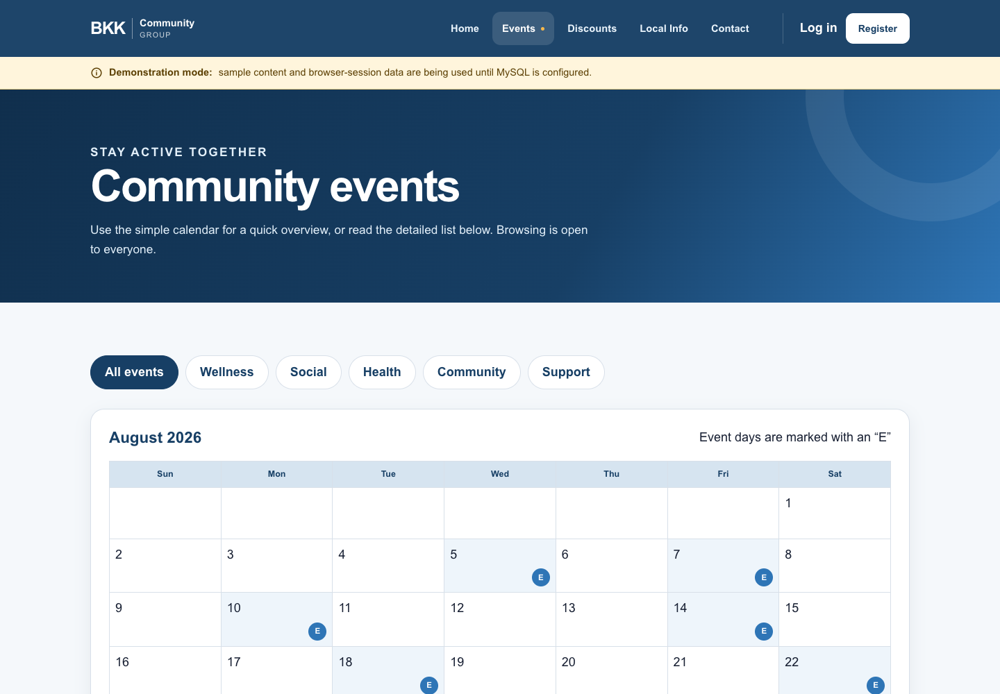 BKK
Community
GROUP
Home
Events
Discounts
Local Info
Contact
Log in
Register
Demonstration mode: sample content and browser-session data are being used until MySQL is configured.
STAY ACTIVE TOGETHER
Community events
Use the simple calendar for a quick overview, or read the detailed list below. Browsing is open
to everyone.
All events
Wellness
Social
Health
Community
Support
August 2026
Event days are marked with an “E”
Sun Mon Tue Wed Thu Fri Sat
1
2 3 4 5 6 7 8
E E
9 10 11 12 13 14 15
E E
16 17 18 19 20 21 22
E E